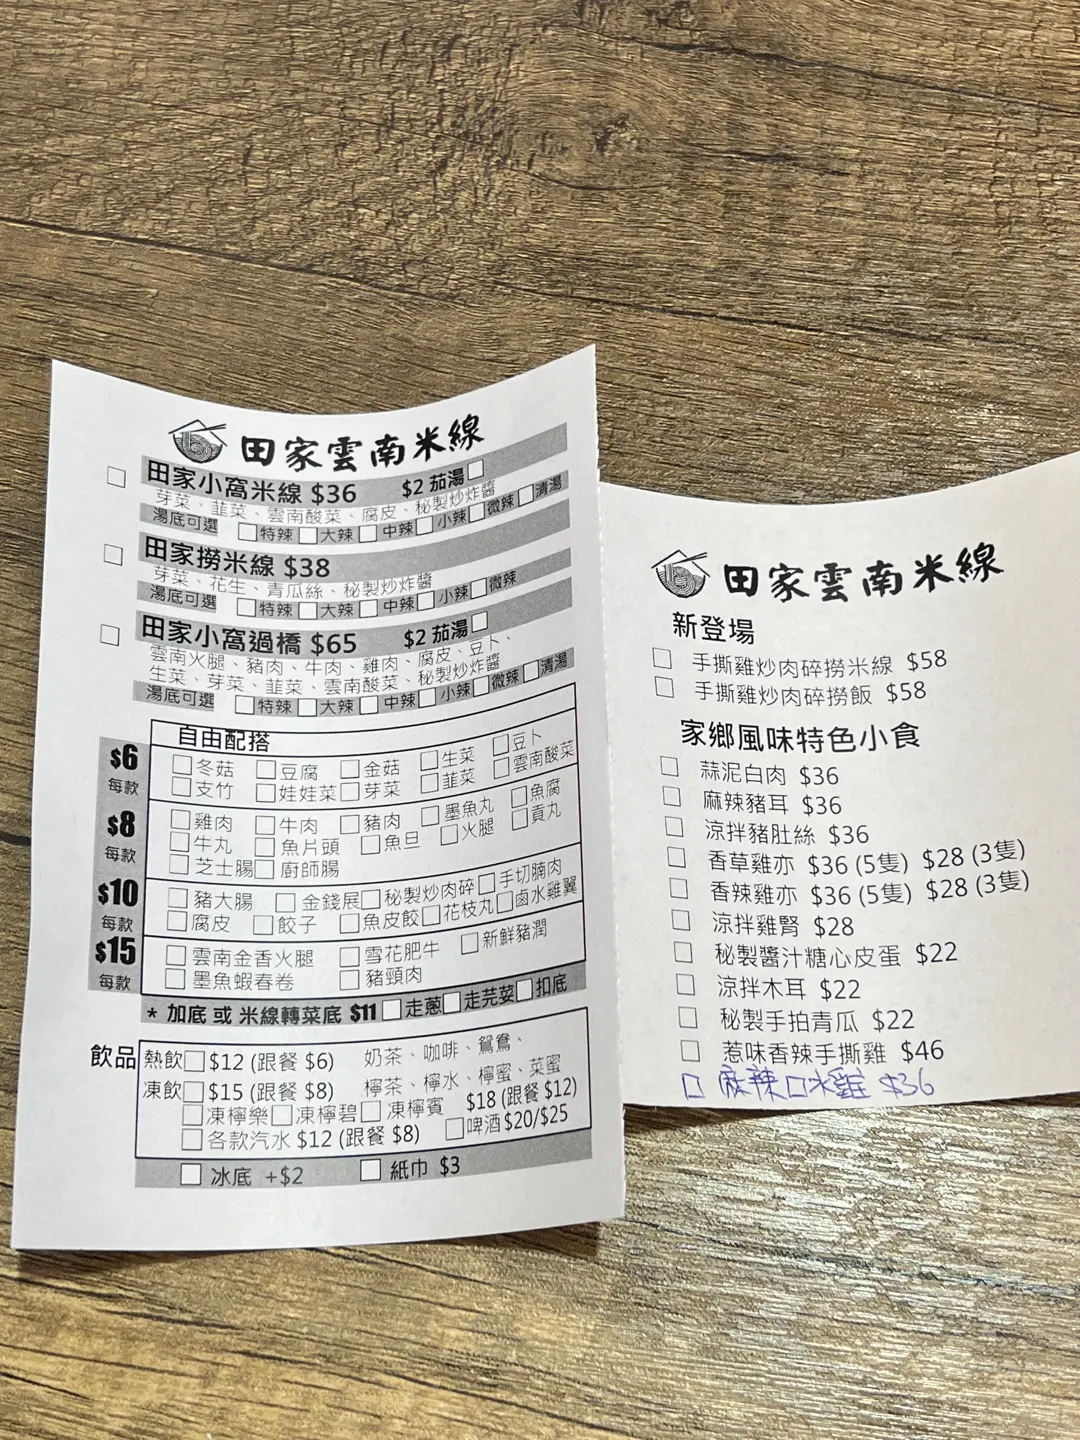 田家雲南米線
田家小窩米線 $36 $2 茄湯
芽菜、韮菜、雲南酸菜、腐皮、秘製炒炸醬
湯底可選 特辣 大辣 中辣 小辣 微辣 清湯
田家撈米線 $38
芽菜、花生、青瓜絲、秘製炒炸醬
湯底可選 特辣 大辣 中辣 小辣 微辣
田家小窩過橋 $65 $2 茄湯
雲南火腿、豬肉、牛肉、雞肉、腐皮、豆卜、
生菜、芽菜、韮菜、雲南酸菜、秘製炒炸醬
湯底可選 特辣 大辣 中辣 小辣 微辣 清湯
自由配搭
$6 每款
冬菇 豆腐 金菇 生菜 豆卜
支竹 娃娃菜 芽菜 韮菜 雲南酸菜
$8 每款
雞肉 牛肉 豬肉 墨魚丸 魚腐
牛丸 魚片頭 魚旦 火腿 貢丸
芝士腸 廚師腸
$10 每款
豬大腸 金錢展 秘製炒肉碎 手切腩肉
腐皮 餃子 魚皮餃 花枝丸 鹵水雞翼
$15 每款
雲南金香火腿 雪花肥牛 新鮮豬潤
墨魚蝦春卷 豬頸肉
* 加底 或 米線轉菜底 $11 走蔥 走芫荽 扣底
飲品
熱飲 $12 (跟餐 $6) 奶茶、咖啡、鴛鴦、
凍飲 $15 (跟餐 $8) 檸茶、檸水、檸蜜、菜蜜
凍檸樂 凍檸碧 凍檸賓 $18 (跟餐 $12)
各款汽水 $12 (跟餐 $8) 啤酒 $20/$25
冰底 +$2 紙巾 $3
田家雲南米線
新登場
手撕雞炒肉碎撈米線 $58
手撕雞炒肉碎撈飯 $58
家鄉風味特色小食
蒜泥白肉 $36
麻辣豬耳 $36
涼拌豬肚絲 $36
香草雞亦 $36 (5隻) $28 (3隻)
香辣雞亦 $36 (5隻) $28 (3隻)
涼拌雞腎 $28
秘製醬汁糖心皮蛋 $22
涼拌木耳 $22
秘製手拍青瓜 $22
惹味香辣手撕雞 $46
麻辣口水雞 $36